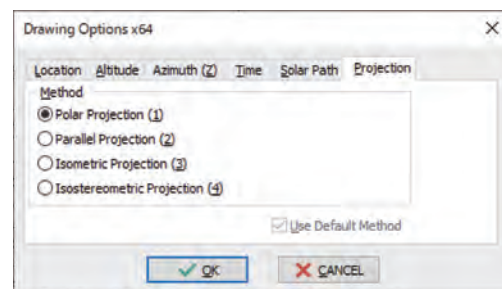 Drawing Options x64
Location Altitude Azimuth (Z) Time Solar Path Projection
Method
Polar Projection (1)
Parallel Projection (2)
Isometric Projection (3)
Isostereometric Projection (4)
Use Default Method
OK CANCEL